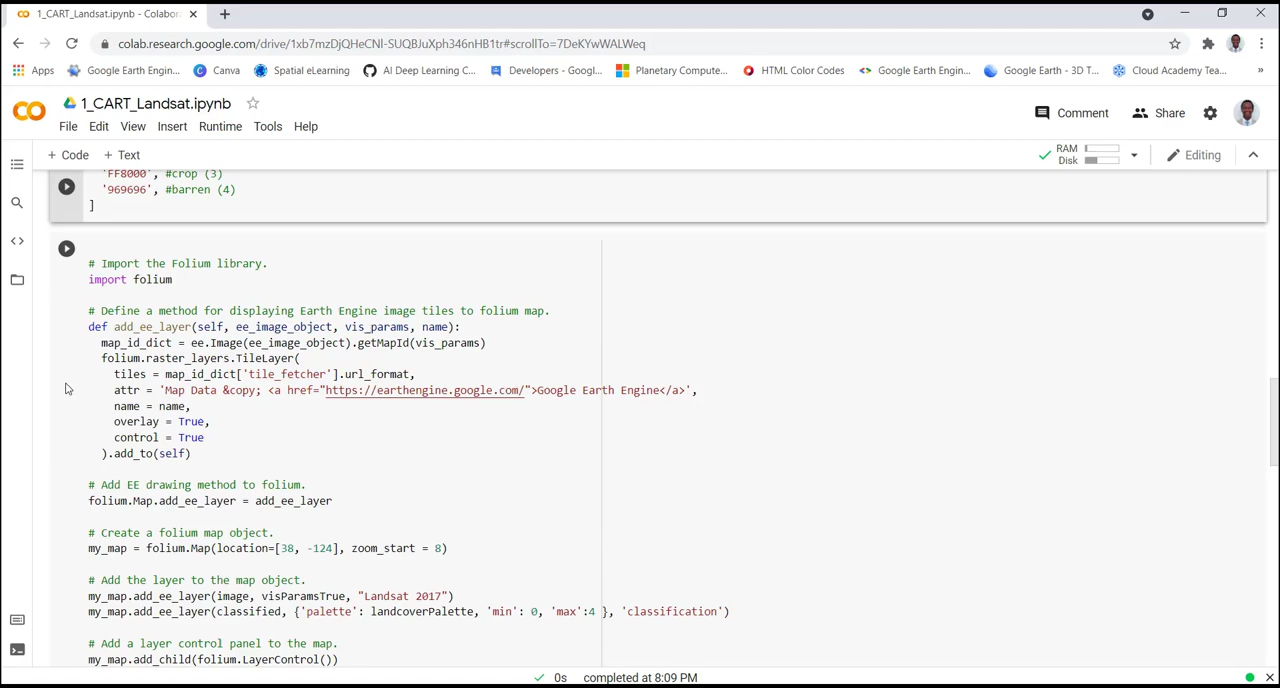 1_CART_Landsat.ipynb - Colabor
colab.research.google.com/drive/1xb7mzDjQHeCNl-SUQBJuXph346nHB1tr#scrollTo=7DeKYwWALWeq
Apps Google Earth Engin... Canva Spatial eLearning AI Deep Learning C... Developers - Googl... Planetary Compute... HTML Color Codes Google Earth Engin... Google Earth - 3D T... Cloud Academy Tea... »
CO 1_CART_Landsat.ipynb
Comment Share
File Edit View Insert Runtime Tools Help
+ Code + Text
RAM
Disk
Editing
'FF8000', #crop (3)
'969696', #barren (4)
]
# Import the Folium library.
import folium
# Define a method for displaying Earth Engine image tiles to folium map.
def add_ee_layer(self, ee_image_object, vis_params, name):
map_id_dict = ee.Image(ee_image_object).getMapId(vis_params)
folium.raster_layers.TileLayer(
tiles = map_id_dict['tile_fetcher'].url_format,
attr = 'Map Data &copy; <a href="https://earthengine.google.com/">Google Earth Engine</a>',
name = name,
overlay = True,
control = True
).add_to(self)
# Add EE drawing method to folium.
folium.Map.add_ee_layer = add_ee_layer
# Create a folium map object.
my_map = folium.Map(location=[38, -124], zoom_start = 8)
# Add the layer to the map object.
my_map.add_ee_layer(image, visParamsTrue, "Landsat 2017")
my_map.add_ee_layer(classified, {'palette': landcoverPalette, 'min': 0, 'max':4 }, 'classification')
# Add a layer control panel to the map.
my_map.add_child(folium.LayerControl())
0s completed at 8:09 PM